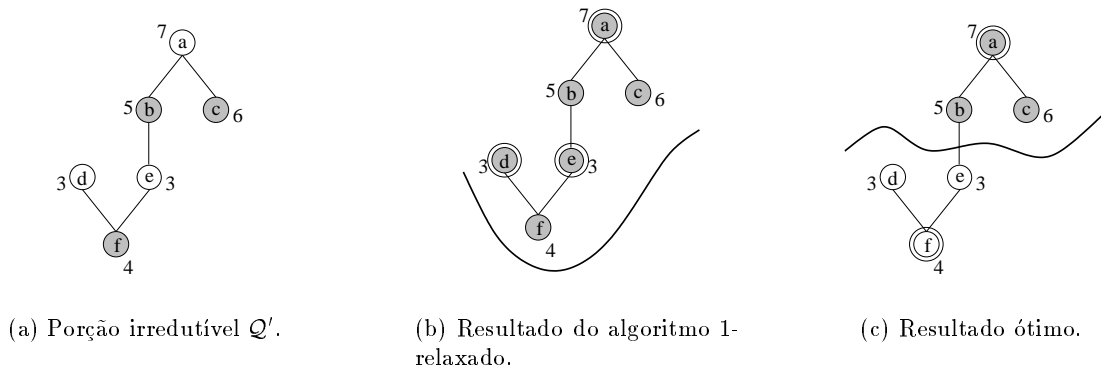 7
a
5
b
c
6
3
d
e
3
f
4
7
a
5
b
c
6
3
d
e
3
f
4
7
a
5
b
c
6
3
d
e
3
f
4
(a) Porção irredutível Q'.
(b) Resultado do algoritmo 1-
relaxado.
(c) Resultado ótimo.